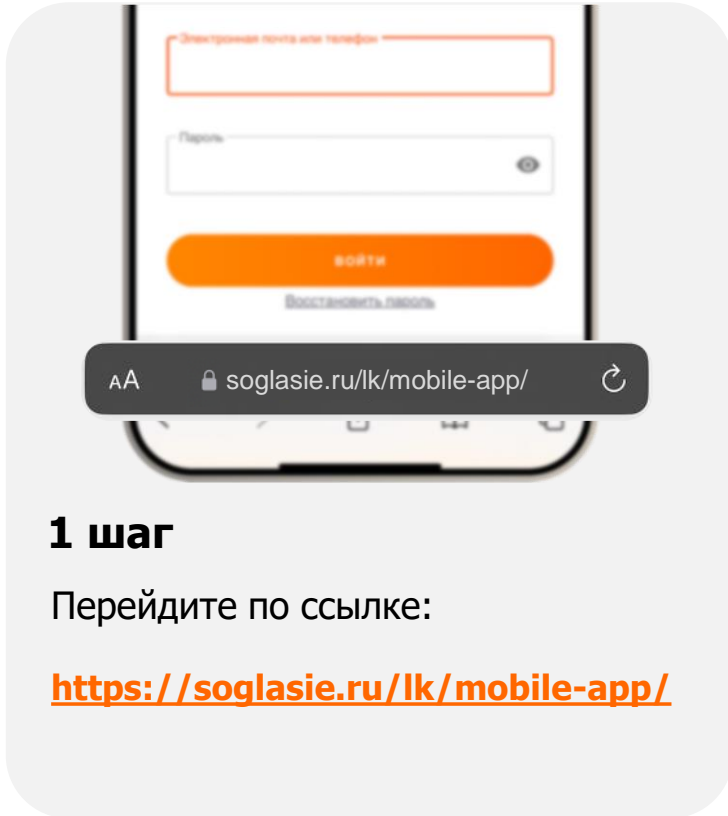 Электронная почта или телефон
Пароль
ВОЙТИ
Восстановить пароль
AA soglasie.ru/lk/mobile-app/
1 шаг
Перейдите по ссылке:
https://soglasie.ru/lk/mobile-app/